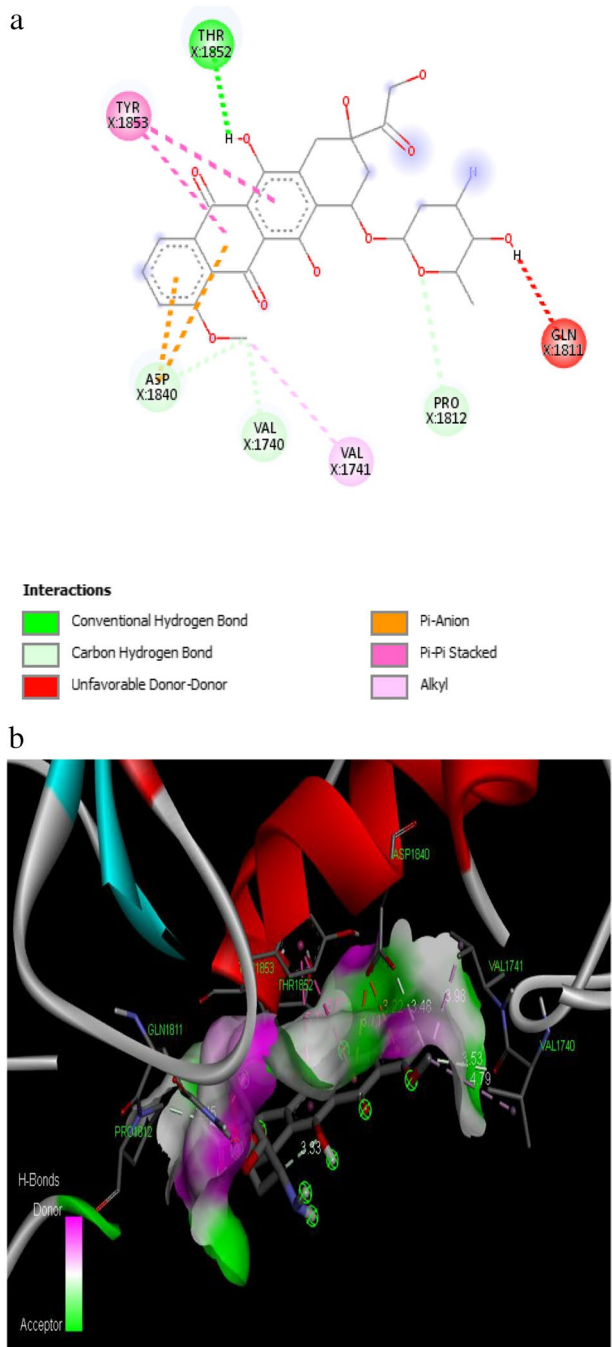 a
THR
X:1852
TYR
X:1853
H
O
O
O
O
O
H
O
O
O
O
H
O
O
O
GLN
X:1811
ASP
X:1840
VAL
X:1740
VAL
X:1741
PRO
X:1812
Interactions
Conventional Hydrogen Bond
Carbon Hydrogen Bond
Unfavorable Donor-Donor
Pi-Anion
Pi-Pi Stacked
Alkyl
b
ASP1840
VAL1741
THR1852
GLN1811
VAL1740
PRO1812
3.48
3.98
3.53
4.79
3.33
H-Bonds
Donor
Acceptor